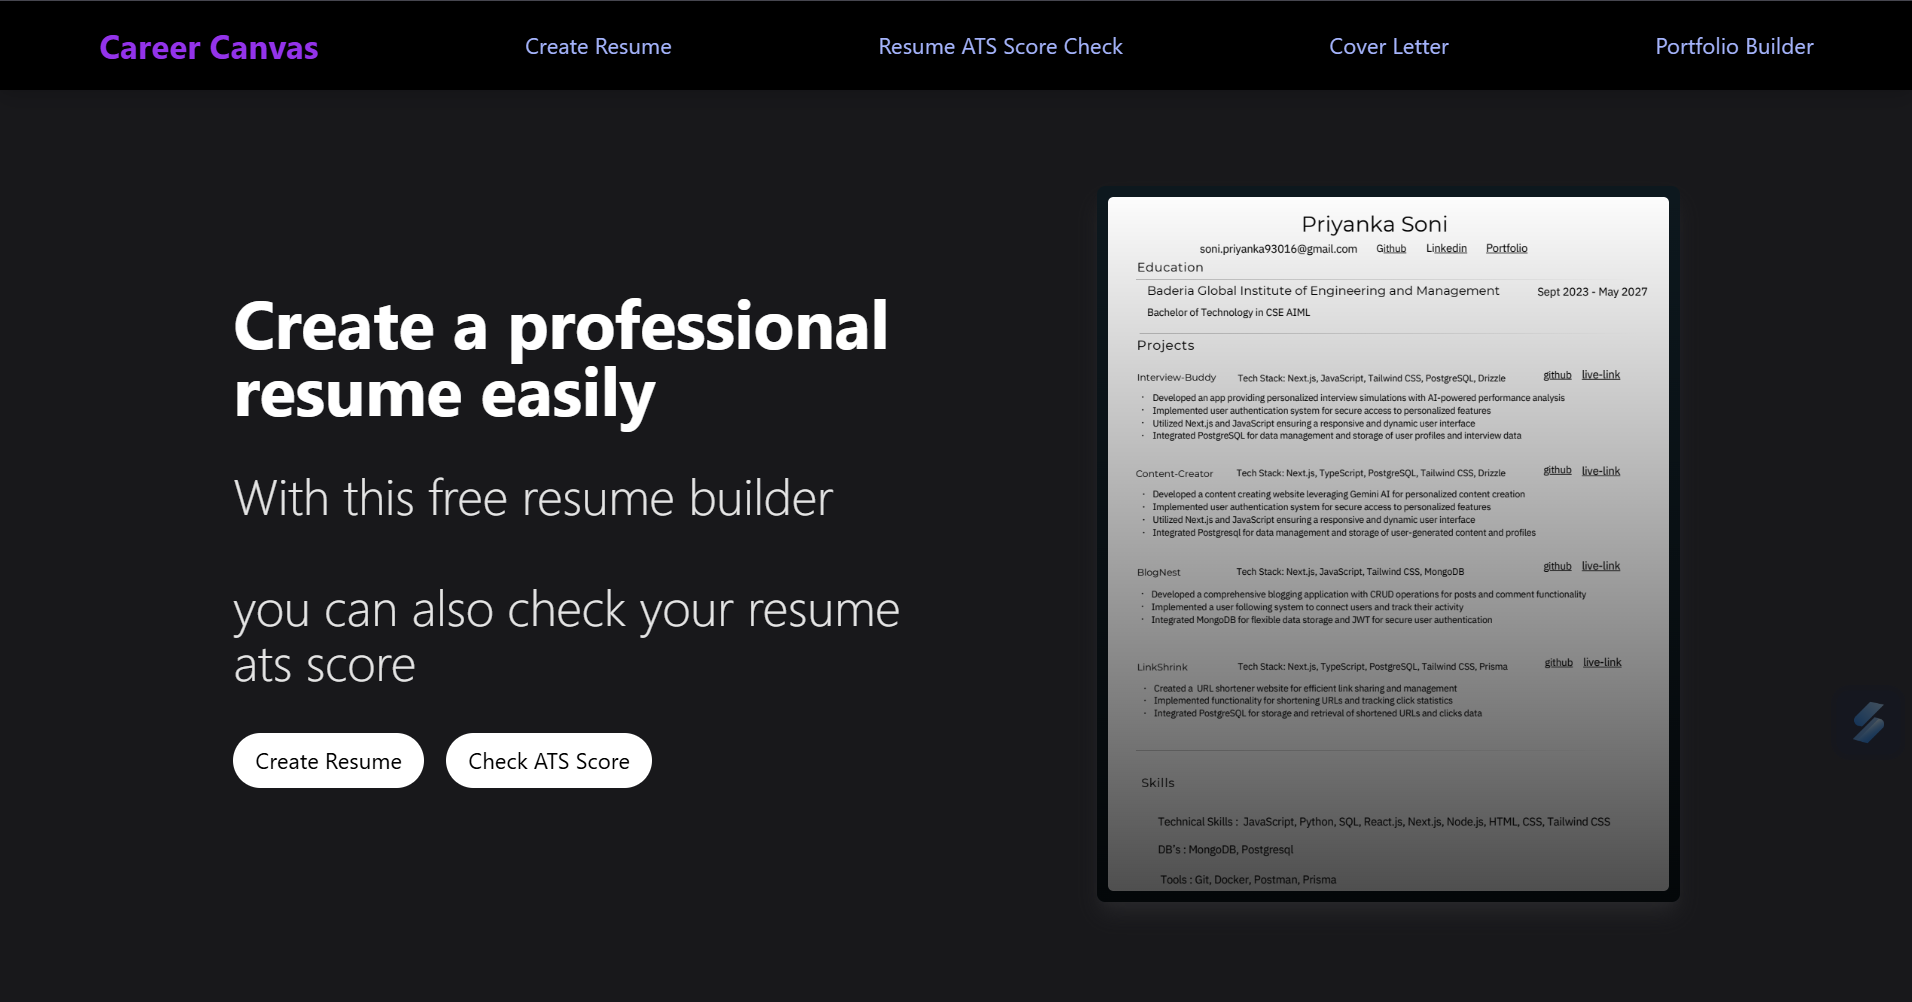 Career Canvas
Create Resume
Resume ATS Score Check
Cover Letter
Portfolio Builder
Create a professional
resume easily
With this free resume builder
you can also check your resume
ats score
Create Resume
Check ATS Score
Priyanka Soni
soni.priyanka93016@gmail.com Github Linkedin Portfolio
Education
Baderia Global Institute of Engineering and Management Sept 2023 - May 2027
Bachelor of Technology in CSE AIML
Projects
Interview-Buddy Tech Stack: Next.js, JavaScript, Tailwind CSS, PostgreSQL, Drizzle github live-link
· Developed an app providing personalized interview simulations with AI-powered performance analysis
· Implemented user authentication system for secure access to personalized features
· Utilized Next.js and JavaScript ensuring a responsive and dynamic user interface
· Integrated PostgreSQL for data management and storage of user profiles and interview data
Content-Creator Tech Stack: Next.js, TypeScript, PostgreSQL, Tailwind CSS, Drizzle github live-link
· Developed a content creating website leveraging Gemini AI for personalized content creation
· Implemented user authentication system for secure access to personalized features
· Utilized Next.js and JavaScript ensuring a responsive and dynamic user interface
· Integrated Postgresql for data management and storage of user-generated content and profiles
BlogNest Tech Stack: Next.js, JavaScript, Tailwind CSS, MongoDB github live-link
· Developed a comprehensive blogging application with CRUD operations for posts and comment functionality
· Implemented a user following system to connect users and track their activity
· Integrated MongoDB for flexible data storage and JWT for secure user authentication
LinkShrink Tech Stack: Next.js, TypeScript, PostgreSQL, Tailwind CSS, Prisma github live-link
· Created a URL shortener website for efficient link sharing and management
· Implemented functionality for shortening URLs and tracking click statistics
· Integrated PostgreSQL for storage and retrieval of shortened URLs and clicks data
Skills
Technical Skills : JavaScript, Python, SQL, React.js, Next.js, Node.js, HTML, CSS, Tailwind CSS
DB's : MongoDB, Postgresql
Tools : Git, Docker, Postman, Prisma